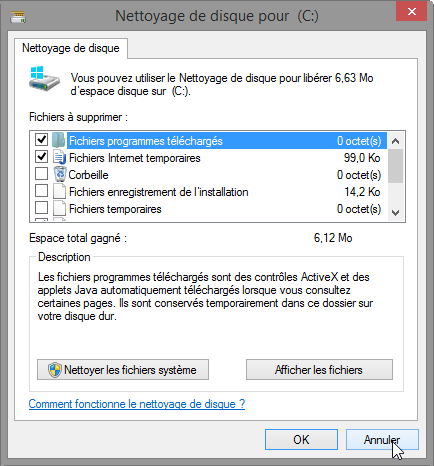 Nettoyage de disque pour (C:)
Nettoyage de disque
Vous pouvez utiliser le Nettoyage de disque pour libérer 6,63 Mo
d'espace disque sur (C:).
Fichiers à supprimer :
Fichiers programmes téléchargés 0 octet(s)
Fichiers Internet temporaires 99,0 Ko
Corbeille 0 octet(s)
Fichiers enregistrement de l'installation 14,2 Ko
Fichiers temporaires 0 octet(s)
Espace total gagné : 6,12 Mo
Description
Les fichiers programmes téléchargés sont des contrôles ActiveX et des
applets Java automatiquement téléchargés lorsque vous consultez
certaines pages. Ils sont conservés temporairement dans ce dossier sur
votre disque dur.
Nettoyer les fichiers système
Afficher les fichiers
Comment fonctionne le nettoyage de disque ?
OK
Annuler